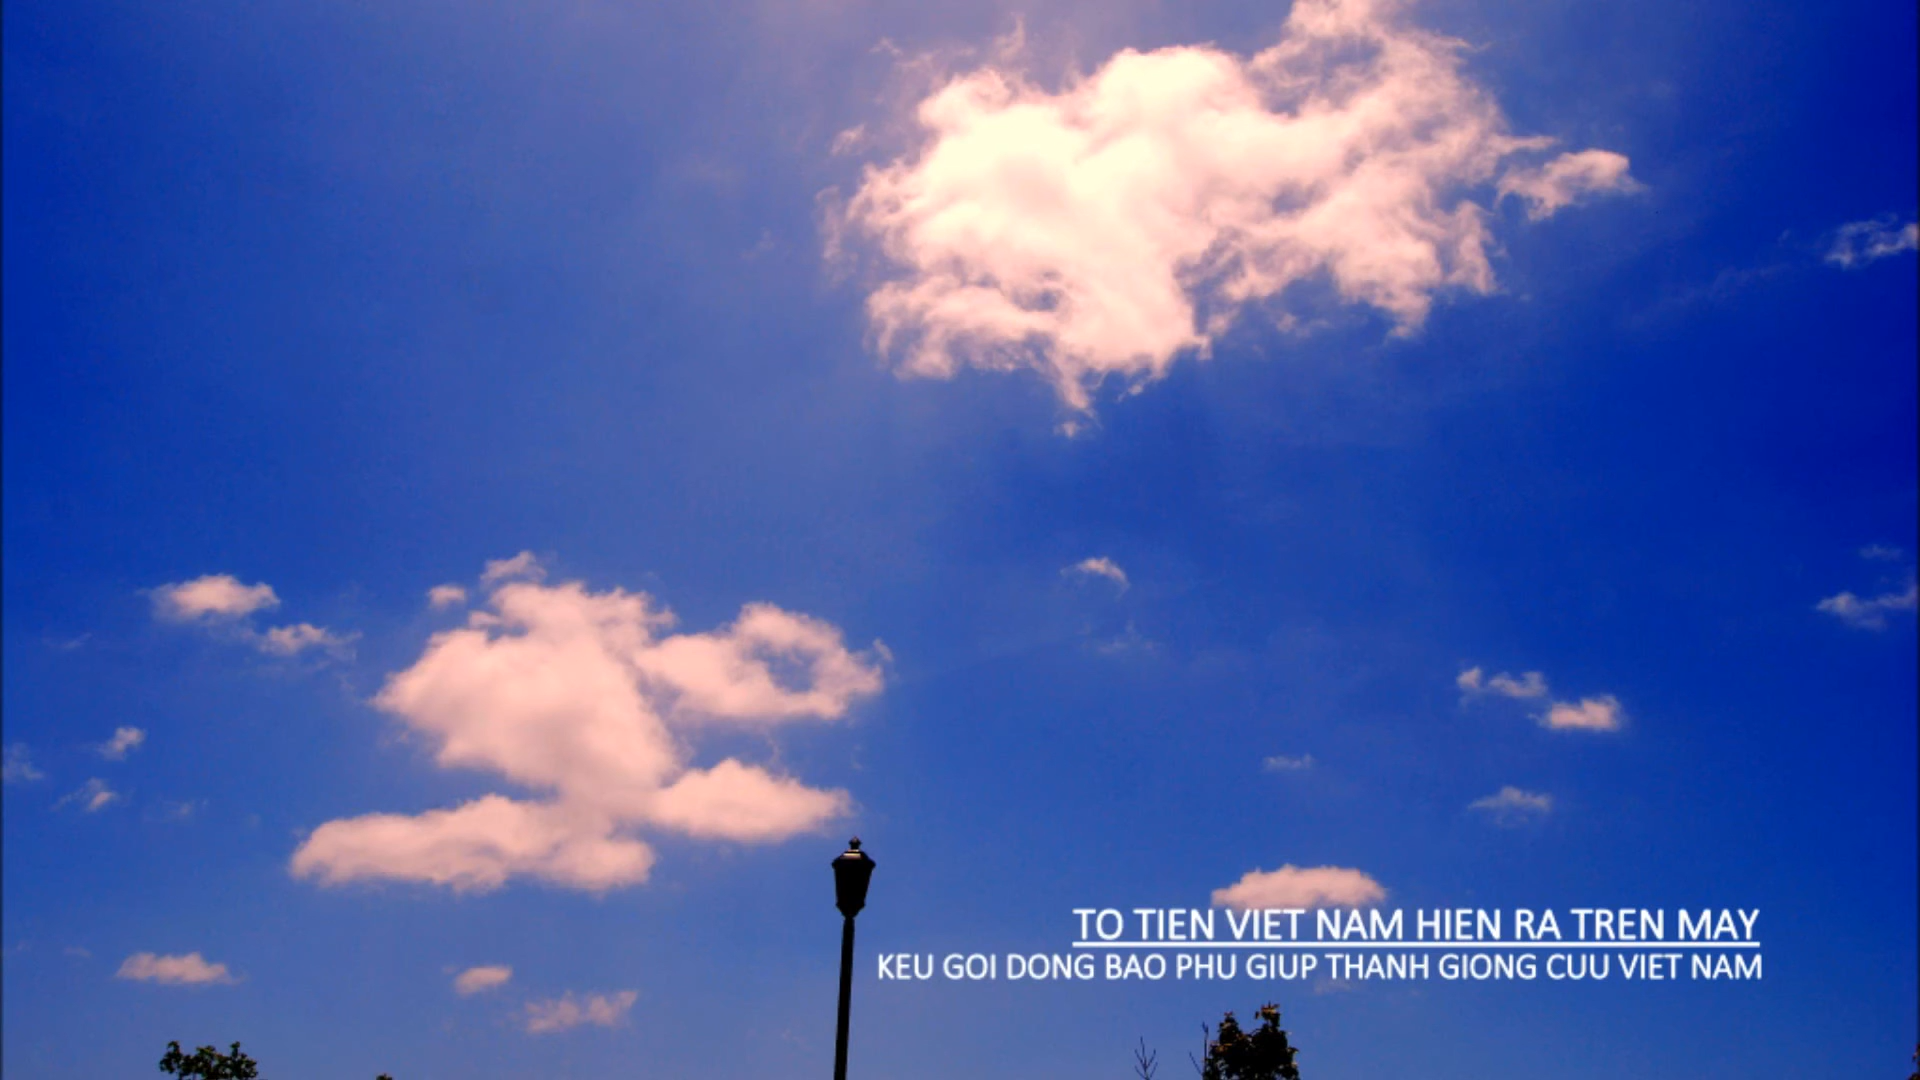 TO TIEN VIET NAM HIEN RA TREN MAY
KEU GOI DONG BAO PHU GIUP THANH GIONG CUU VIET NAM